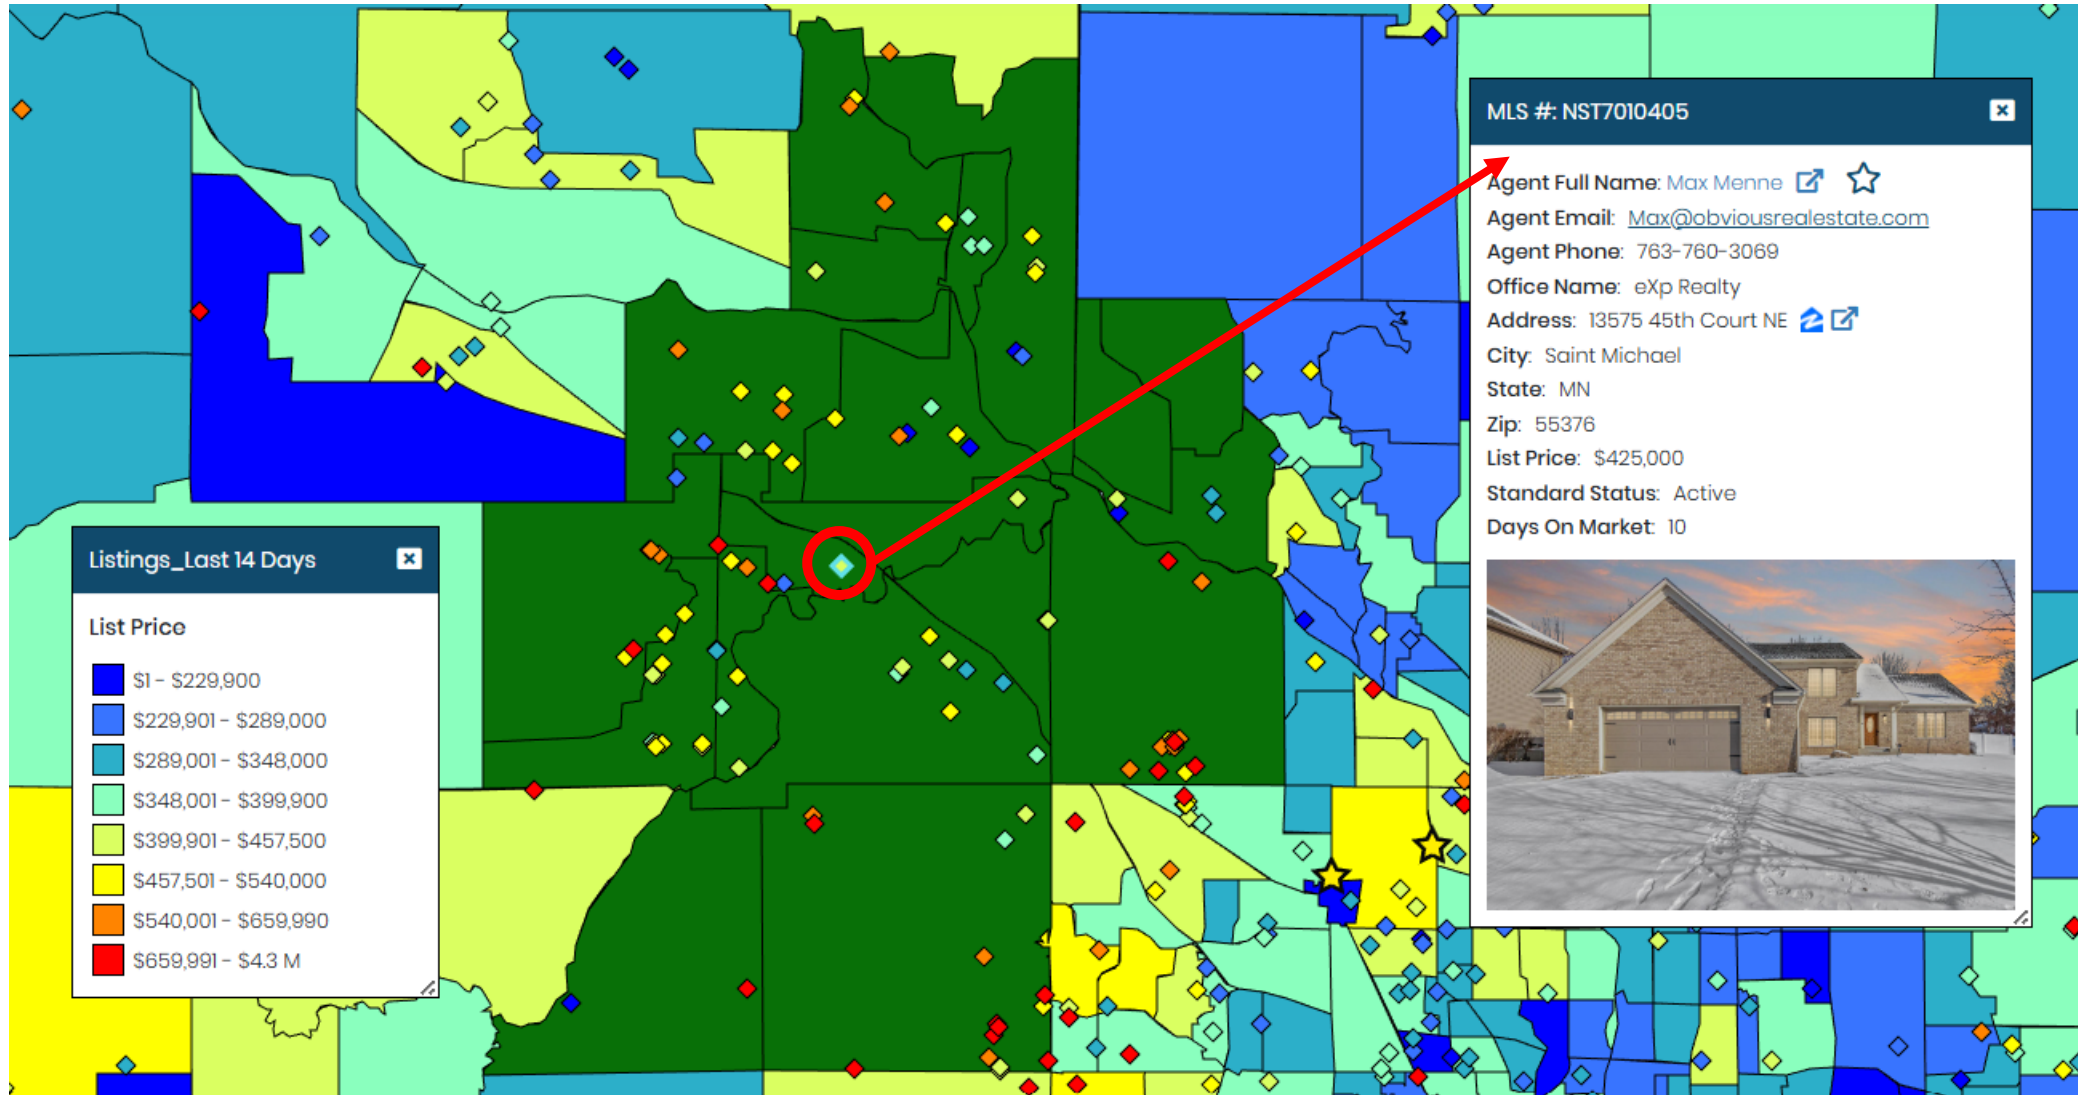 MLS #: NST7010405
Agent Full Name: Max Menne
Agent Email: Max@obviousrealestate.com
Agent Phone: 763-760-3069
Office Name: eXp Realty
Address: 13575 45th Court NE
City: Saint Michael
State: MN
Zip: 55376
List Price: $425,000
Standard Status: Active
Days On Market: 10
Listings_Last 14 Days
List Price
$1 - $229,900
$229,901 - $289,000
$289,001 - $348,000
$348,001 - $399,900
$399,901 - $457,500
$457,501 - $540,000
$540,001 - $659,990
$659,991 - $4.3 M